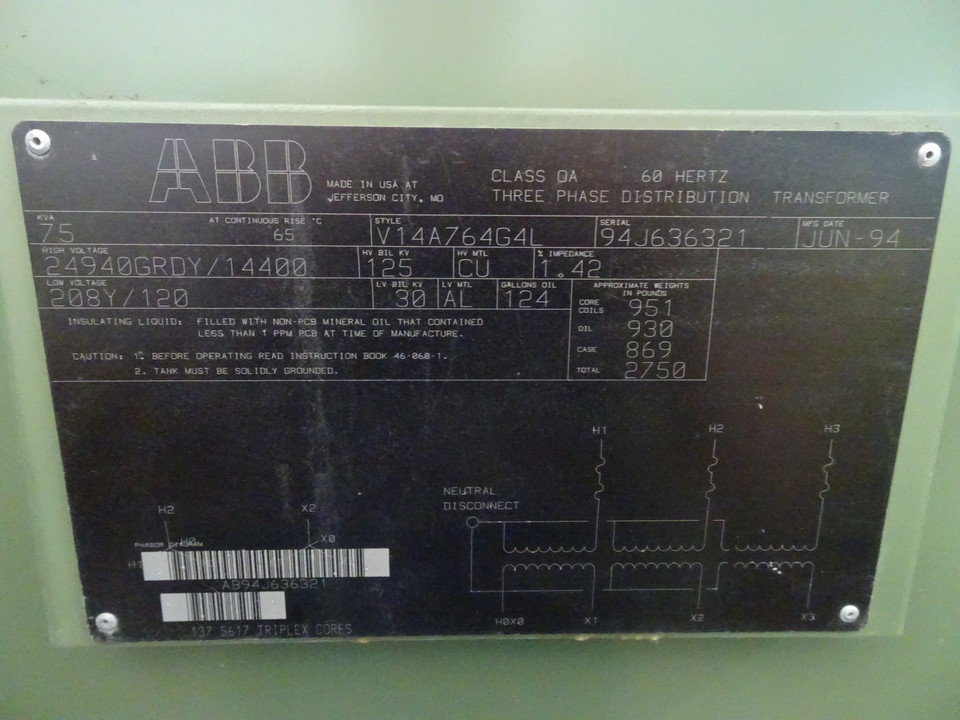 ABB
MADE IN USA AT
JEFFERSON CITY, MO
CLASS OA 60 HERTZ
THREE PHASE DISTRIBUTION TRANSFORMER
KVA AT CONTINUOUS RISE °C STYLE SERIAL MFG DATE
75 65 V14A764G4L 94J636321 JUN-94
HIGH VOLTAGE HV BIL KV HV MTL % IMPEDANCE
24940GRDY/14400 125 CU 1.42
LOW VOLTAGE LV BIL KV LV MTL GALLONS OIL
208Y/120 30 AL 124
APPROXIMATE WEIGHTS
IN POUNDS
CORE
COILS 951
OIL 930
CASE 869
TOTAL 2750
INSULATING LIQUID: FILLED WITH NON-PCB MINERAL OIL THAT CONTAINED
LESS THAN 1 PPM PCB AT TIME OF MANUFACTURE.
CAUTION: 1. BEFORE OPERATING READ INSTRUCTION BOOK 46-060-1.
2. TANK MUST BE SOLIDLY GROUNDED.
H1 H2 H3
NEUTRAL
DISCONNECT
H2 X2
PHASOR DIAGRAM H0 X0
H1
AB94J636321
137 5617 TRIPLEX CORES
H0X0 X1 X2 X3